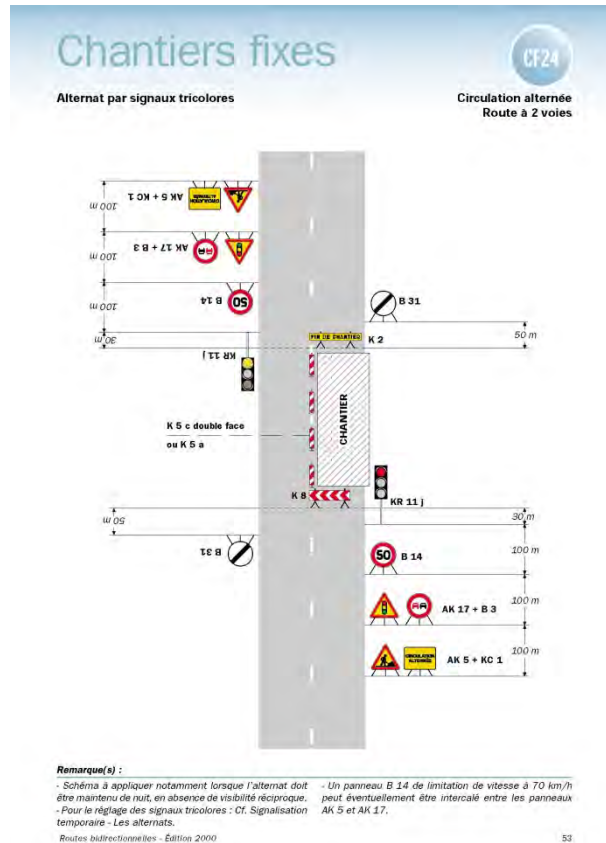 Chantiers fixes
CF24
Alternat par signaux tricolores
Circulation alternée
Route à 2 voies
AK 5 + KC 1
CIRCULATION
ALTERNÉE
100 m
AK 17 + B 3
100 m
50
B 14
100 m
30 m
KR 11 j
B 31
50 m
FIN DE CHANTIER
K 2
K 5 c double face
ou K 5 a
CHANTIER
K 8
KR 11 j
50 m
B 31
30 m
50
B 14
100 m
AK 17 + B 3
100 m
CIRCULATION
ALTERNÉE
AK 5 + KC 1
100 m
Remarque(s) :
- Schéma à appliquer notamment lorsque l'alternat doit
être maintenu de nuit, en absence de visibilité réciproque.
- Pour le réglage des signaux tricolores : Cf. Signalisation
temporaire - Les alternats.
- Un panneau B 14 de limitation de vitesse à 70 km/h
peut éventuellement être intercalé entre les panneaux
AK 5 et AK 17.
Routes bidirectionnelles - Édition 2000
53